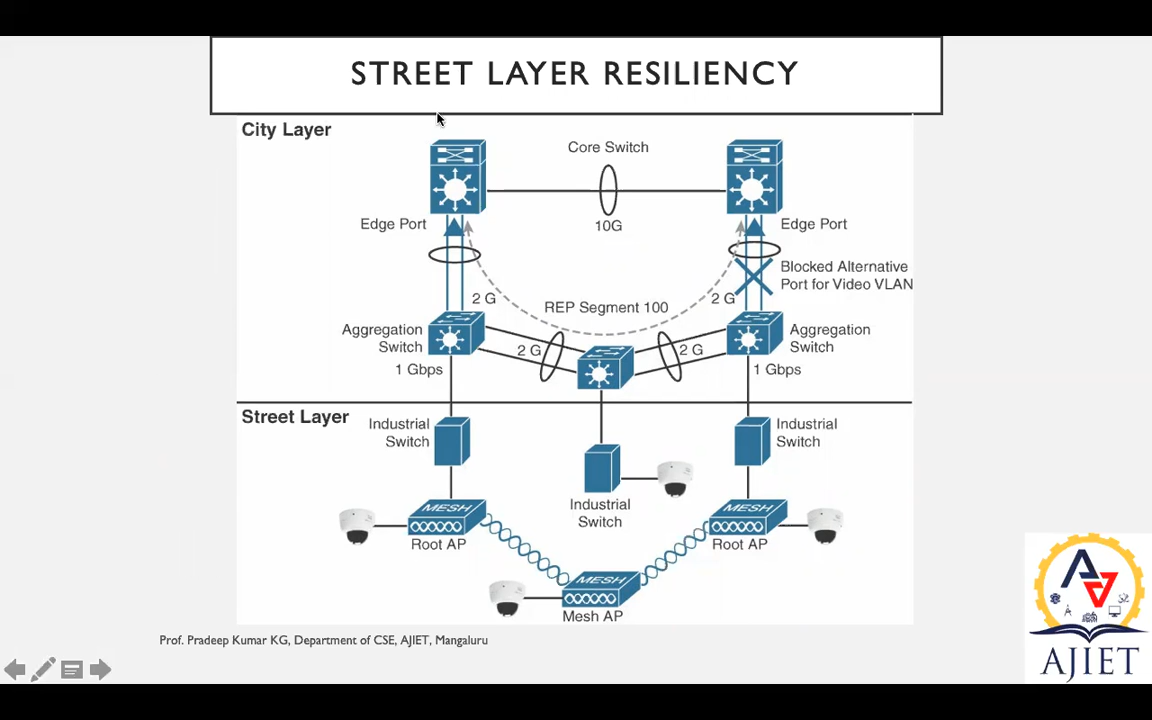 STREET LAYER RESILIENCY
City Layer
Core Switch
10G
Edge Port
Edge Port
Blocked Alternative
Port for Video VLAN
2 G
2 G
REP Segment 100
Aggregation
Switch
Aggregation
Switch
2 G
2 G
1 Gbps
1 Gbps
Street Layer
Industrial
Switch
Industrial
Switch
Industrial
Switch
MESH
Root AP
MESH
Root AP
MESH
Mesh AP
Prof. Pradeep Kumar KG, Department of CSE, AJIET, Mangaluru
AJIET